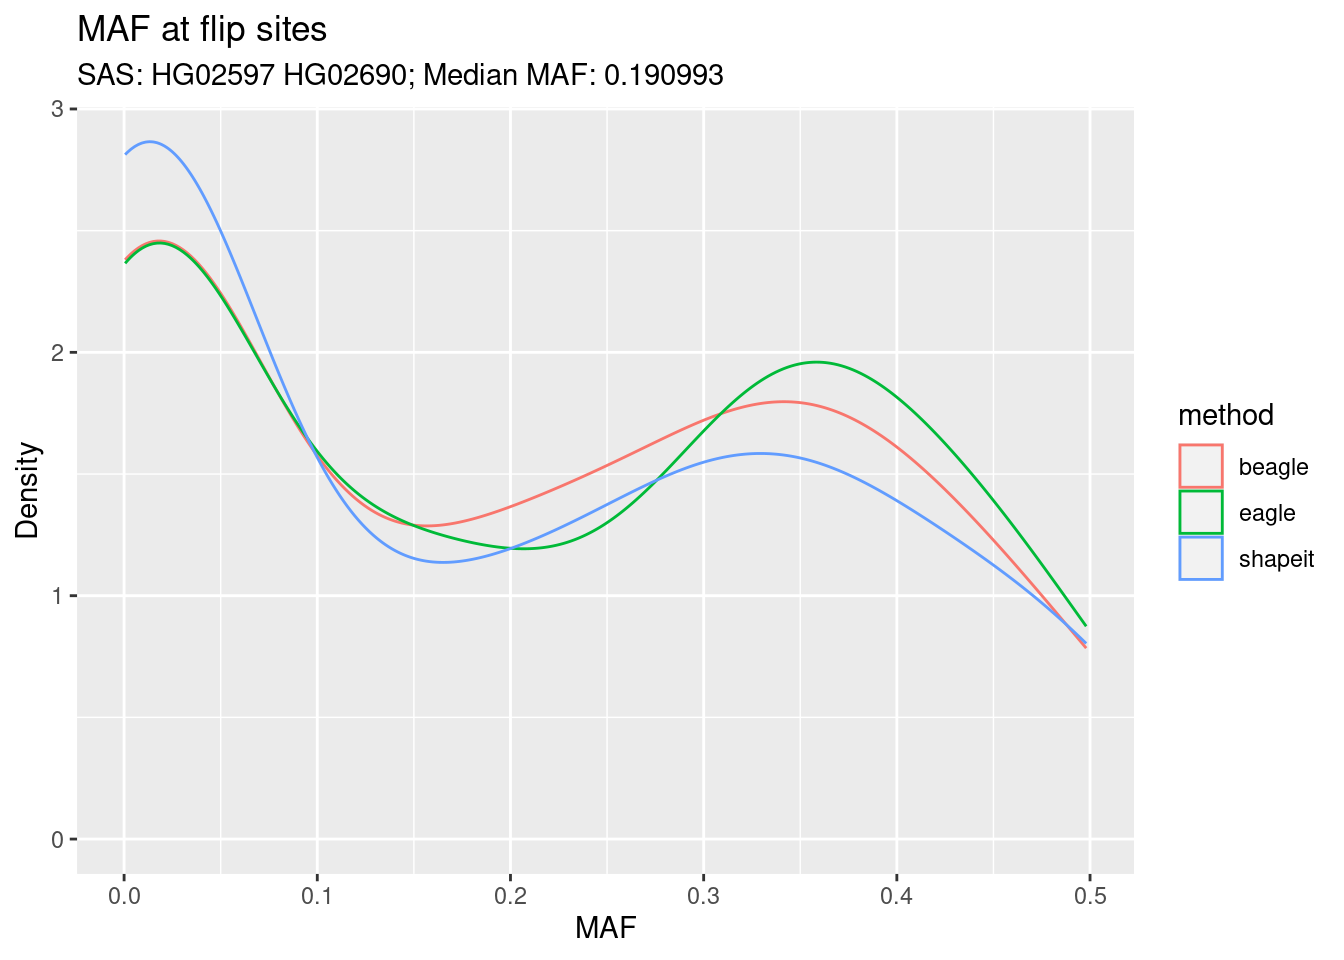 MAF at flip sites
SAS: HG02597 HG02690; Median MAF: 0.190993
3
2
1
0
Density
0.0 0.1 0.2 0.3 0.4 0.5
MAF
method
beagle
eagle
shapeit